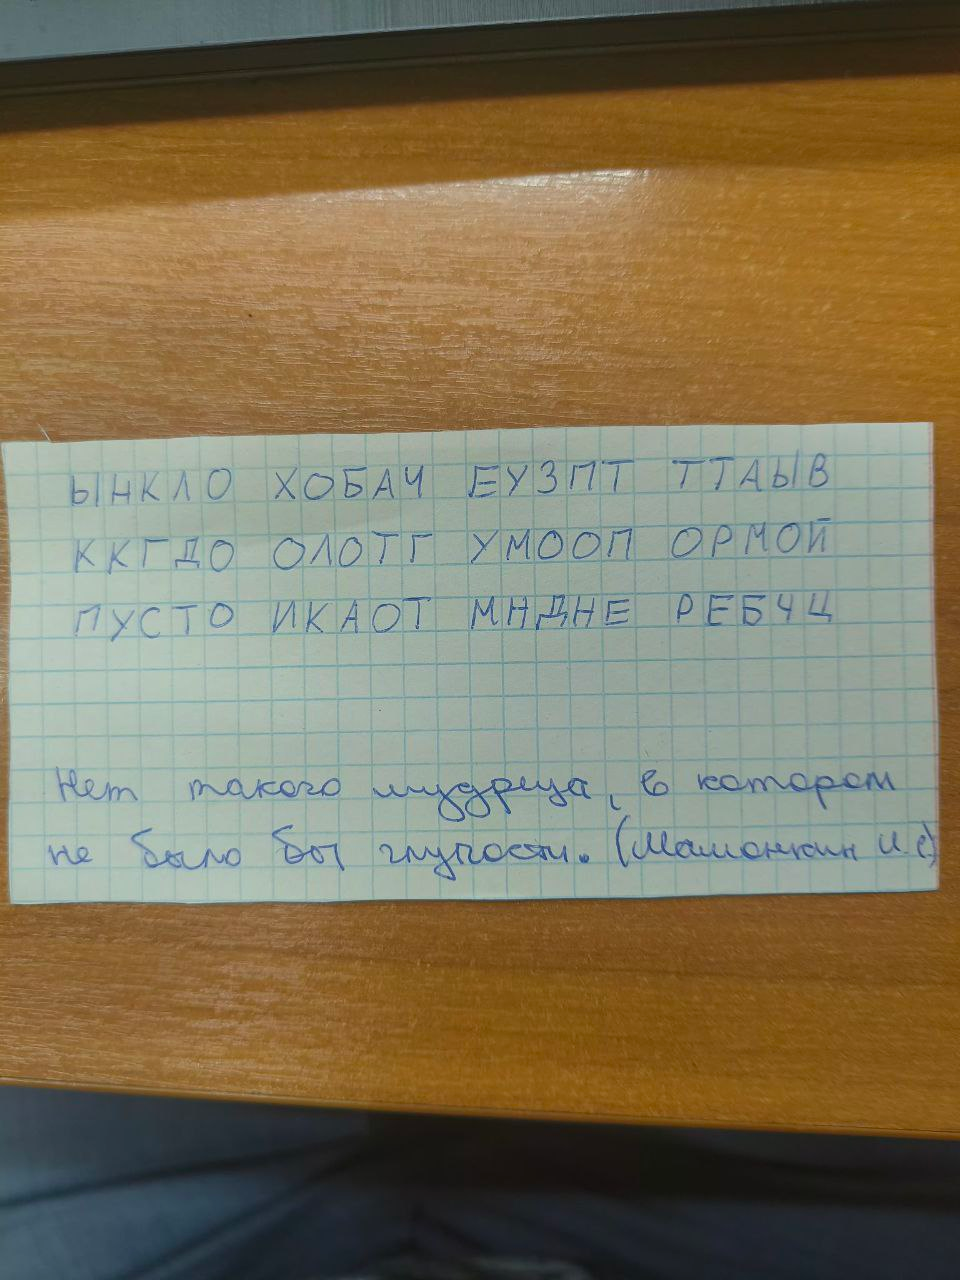 ЫНКЛО ХОБАЧ ЕУЗПТ ТТАЫВ
ККГДО ОЛОТГ УМООП ОРМОЙ
ПУСТО ИКАОТ МНДНЕ РЕБЧЦ
Нет такого мудреца, в котором
не было бы глупости. (Мамонкин И.С)